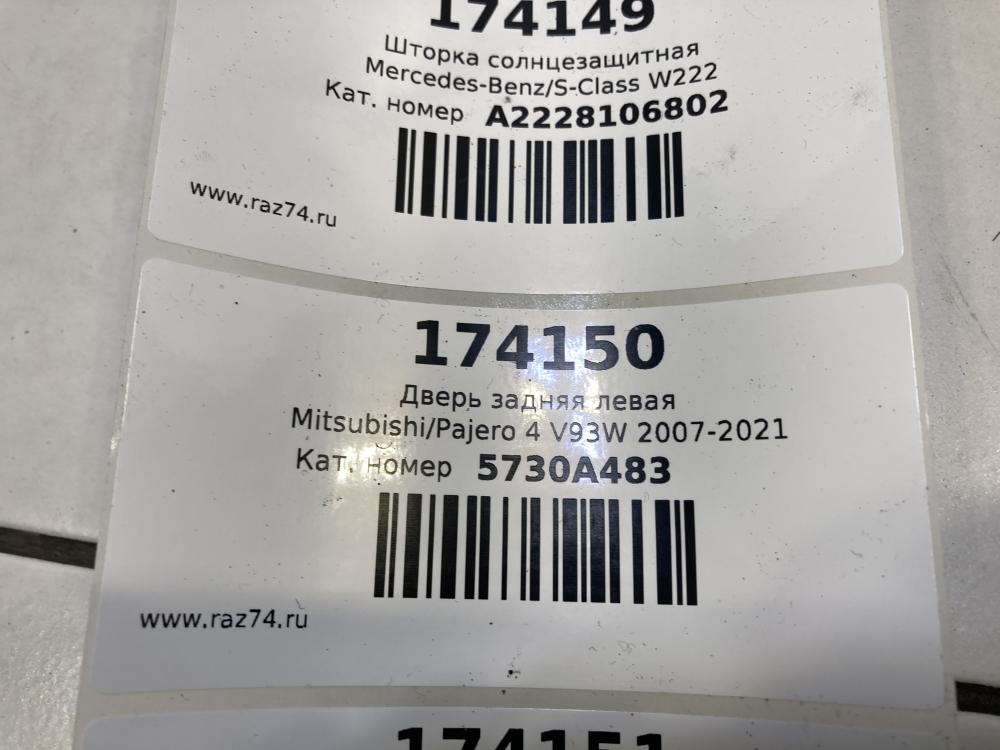 174149
Шторка солнцезащитная
Mercedes-Benz/S-Class W222
Кат. номер A2228106802
www.raz74.ru
174150
Дверь задняя левая
Mitsubishi/Pajero 4 V93W 2007-2021
Кат. номер 5730A483
www.raz74.ru
174151